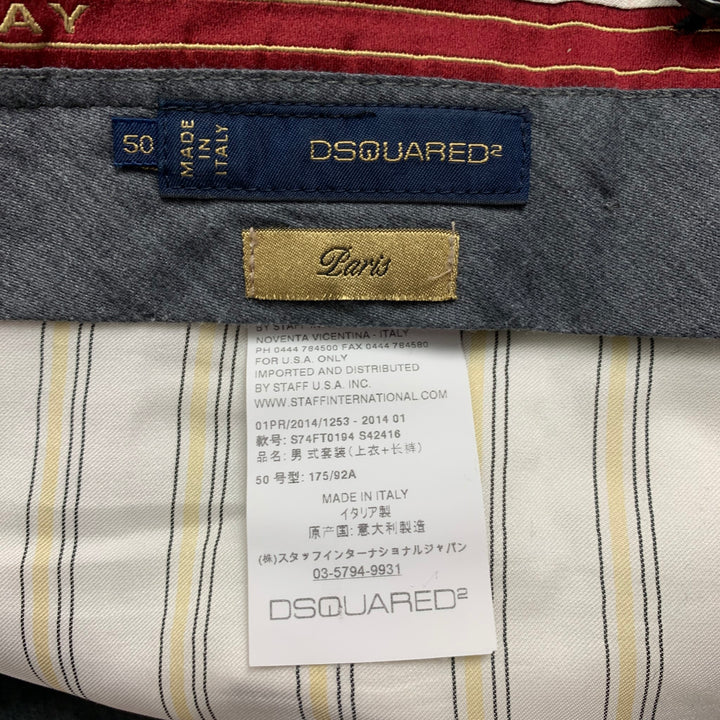 AY
50
MADE
IN
ITALY
DSQUARED2
Paris
BY STAFF
NOVENTA VICENTINA - ITALY
PH 0444 784500 FAX 0444 784580
FOR U.S.A. ONLY
IMPORTED AND DISTRIBUTED
BY STAFF U.S.A. INC.
WWW.STAFFINTERNATIONAL.COM
01PR/2014/1253 - 2014 01
軟号: S74FT0194 S42416
品名: 男 式套装(上衣+长裤)
50 号型: 175/92A
MADE IN ITALY
イタリア製
原产国: 意大利製造
(株)スタッフインターナショナルジャパン
03-5794-9931
DSQUARED2